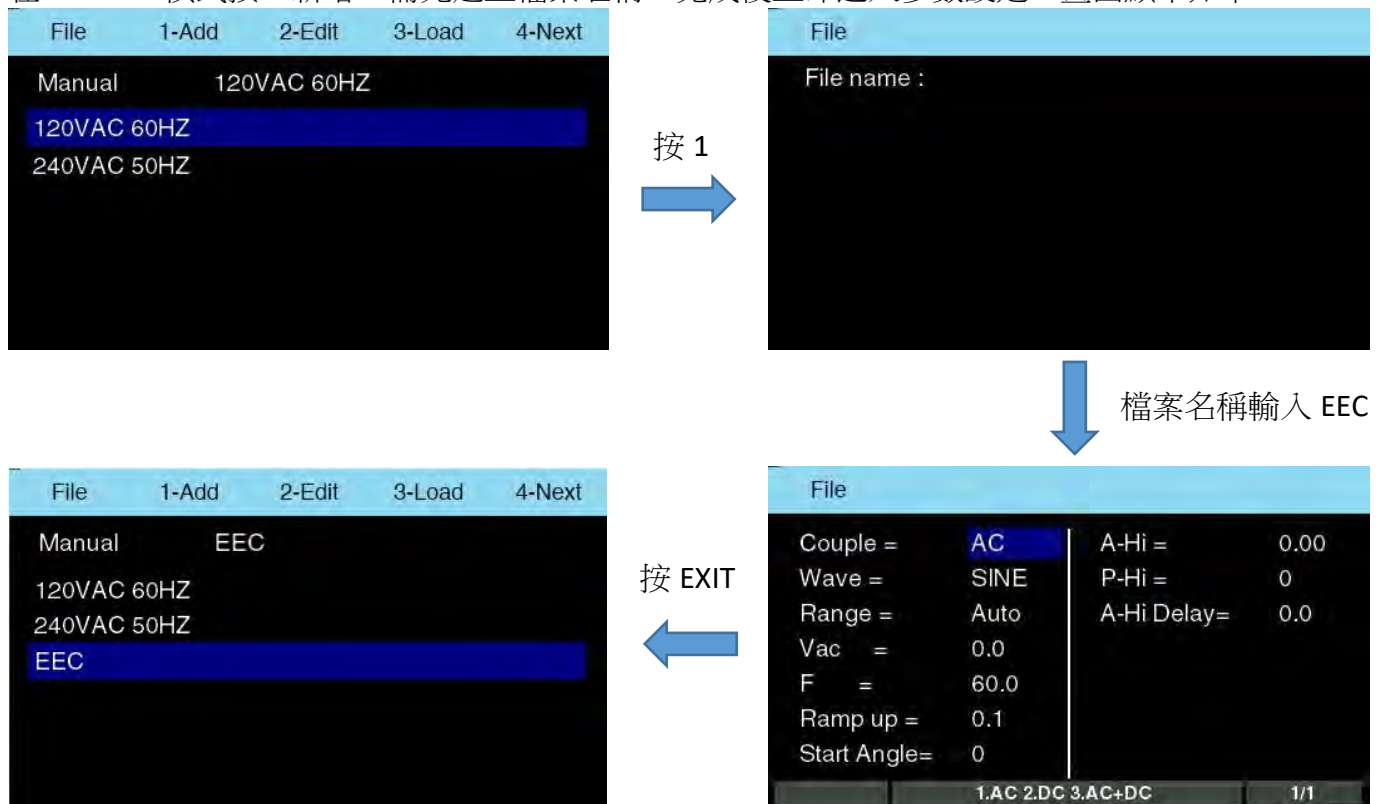 File 1-Add 2-Edit 3-Load 4-Next
Manual 120VAC 60HZ
120VAC 60HZ
240VAC 50HZ
按 1
File
File name :
檔案名稱輸入 EEC
File
Couple = AC A-Hi = 0.00
Wave = SINE P-Hi = 0
Range = Auto A-Hi Delay= 0.0
Vac = 0.0
F = 60.0
Ramp up = 0.1
Start Angle= 0
1.AC 2.DC 3.AC+DC 1/1
按 EXIT
File 1-Add 2-Edit 3-Load 4-Next
Manual EEC
120VAC 60HZ
240VAC 50HZ
EEC